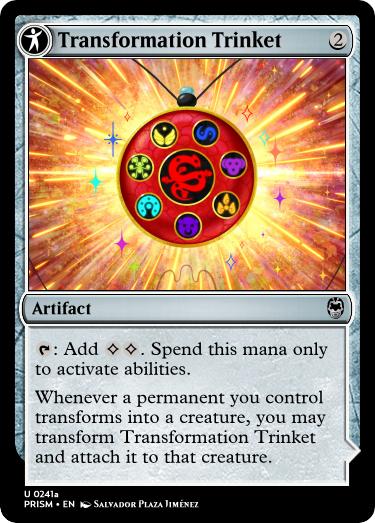 Transformation Trinket 2
Artifact
: Add . Spend this mana only
to activate abilities.
Whenever a permanent you control
transforms into a creature, you may
transform Transformation Trinket
and attach it to that creature.
U 0241a
PRISM • EN Salvador Plaza Jiménez